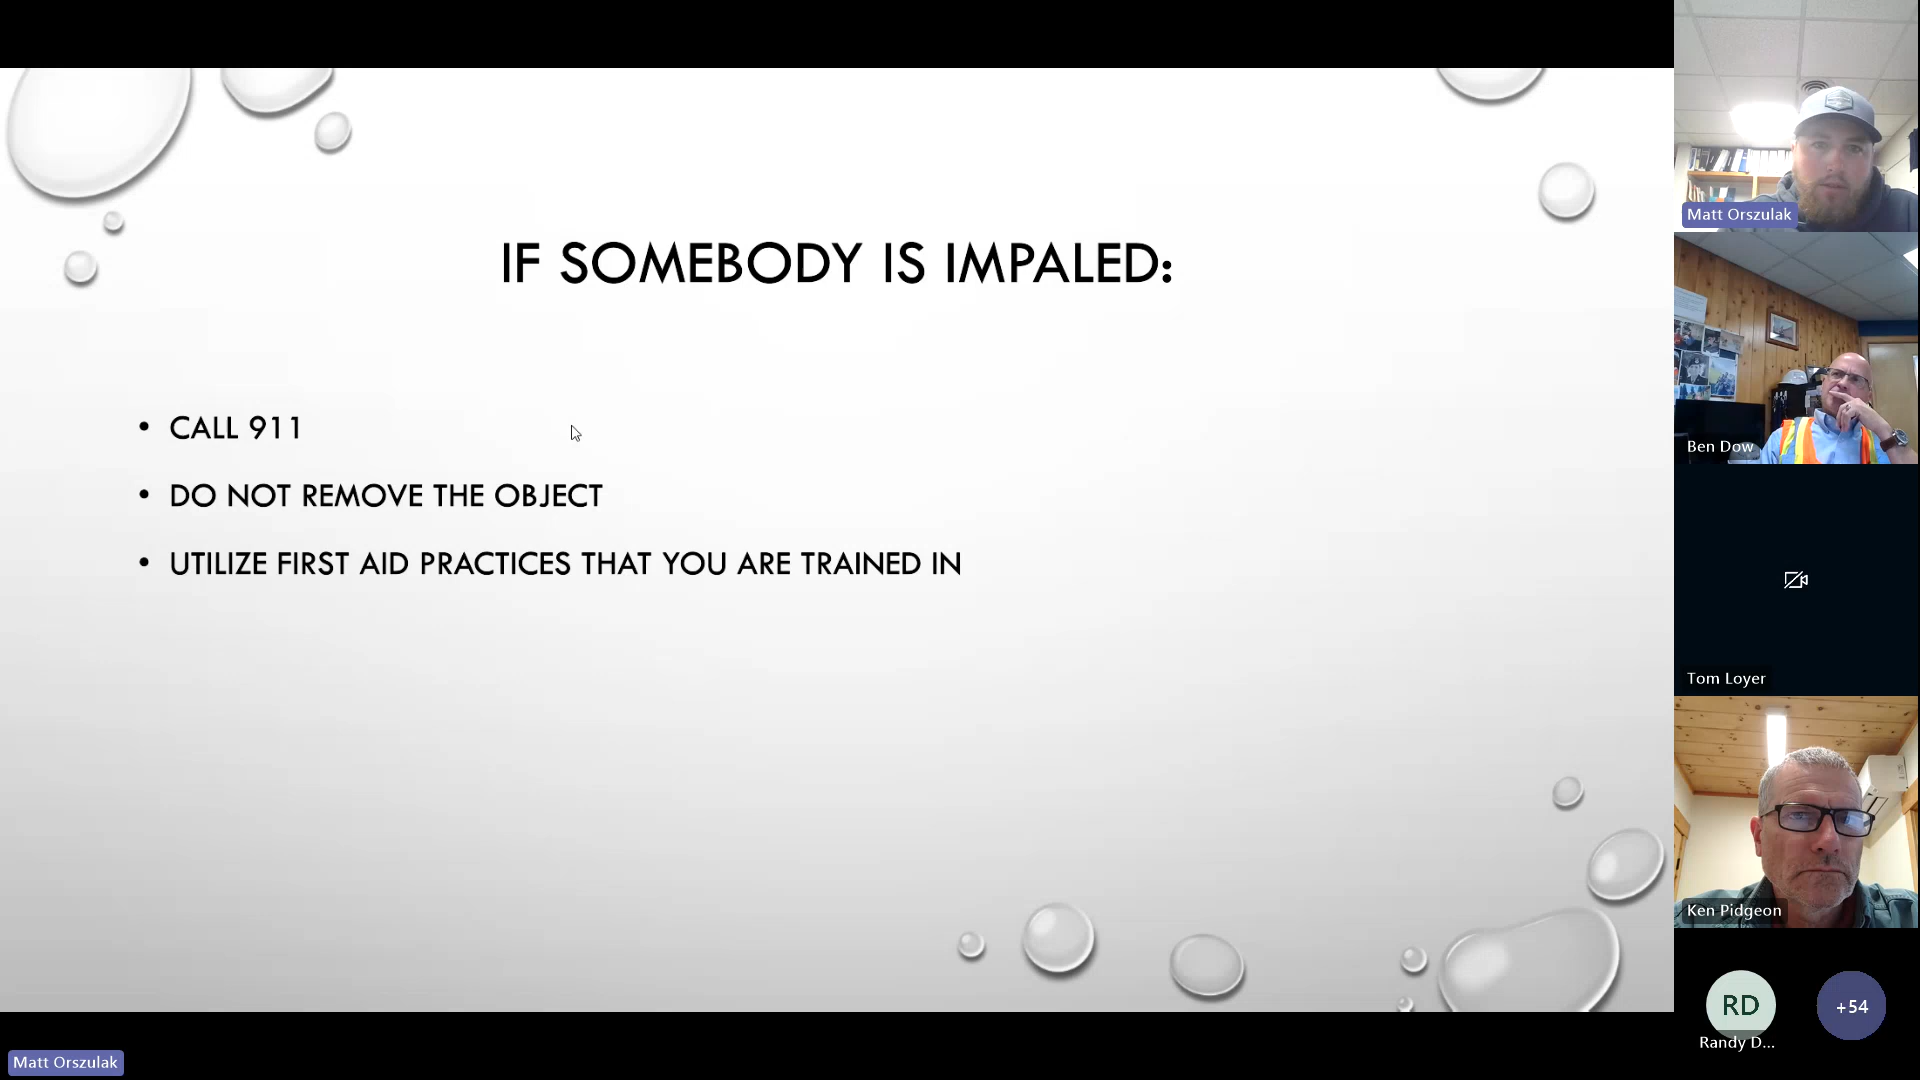 IF SOMEBODY IS IMPALED:
• CALL 911
• DO NOT REMOVE THE OBJECT
• UTILIZE FIRST AID PRACTICES THAT YOU ARE TRAINED IN
Matt Orszulak
Ben Dow
Tom Loyer
Ken Pidgeon
RD
+54
Randy D...
Matt Orszulak